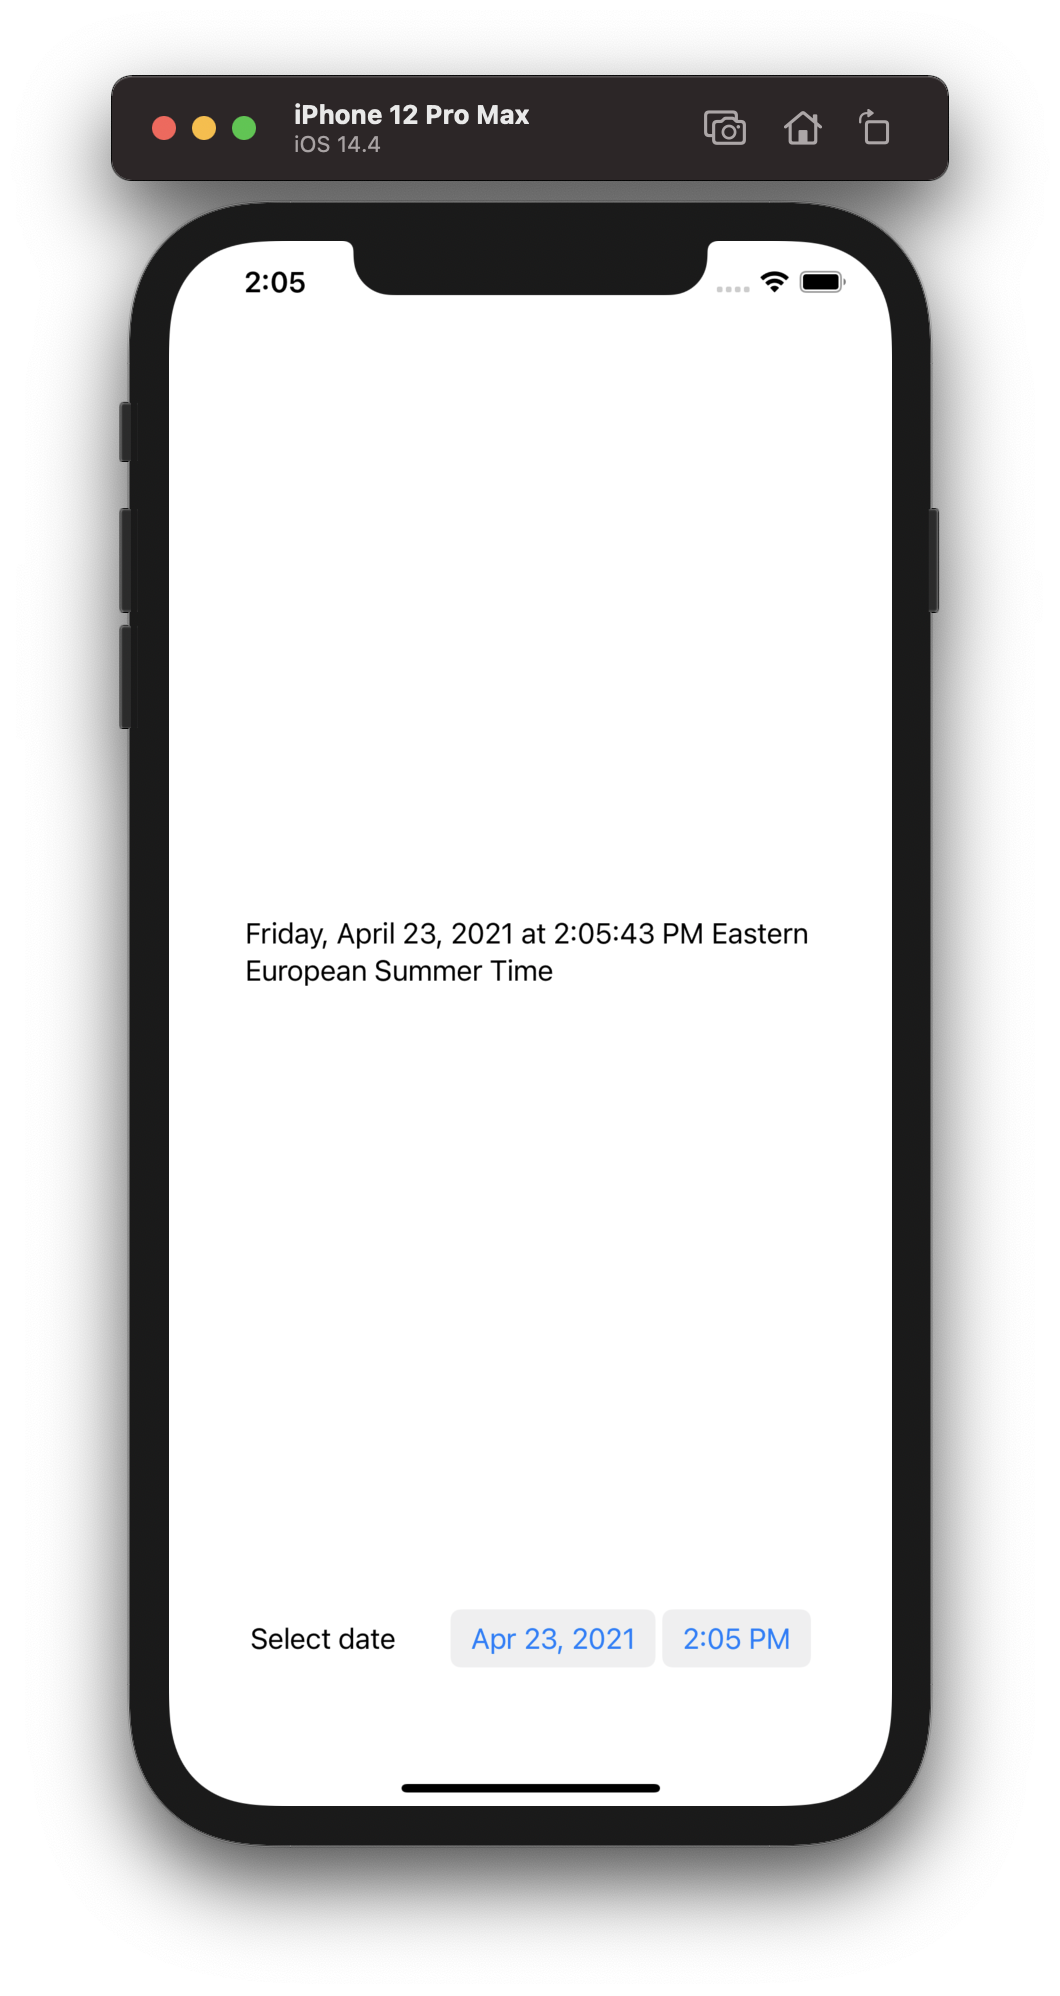 iPhone 12 Pro Max
iOS 14.4
2:05
Friday, April 23, 2021 at 2:05:43 PM Eastern
European Summer Time
Select date Apr 23, 2021 2:05 PM